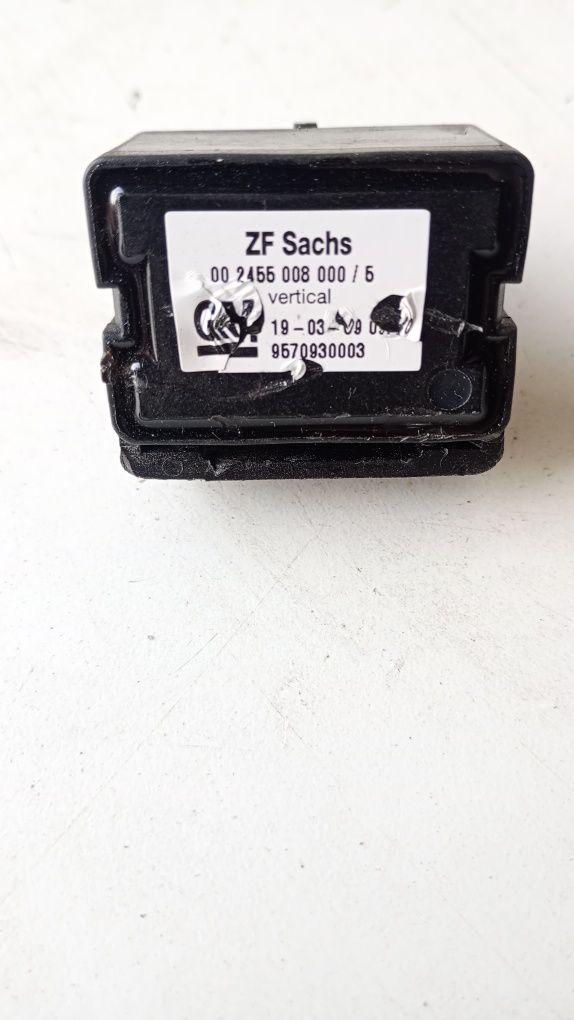 ZF Sachs
00 2455 008 000 / 5
vertical
19-03-
9570930003